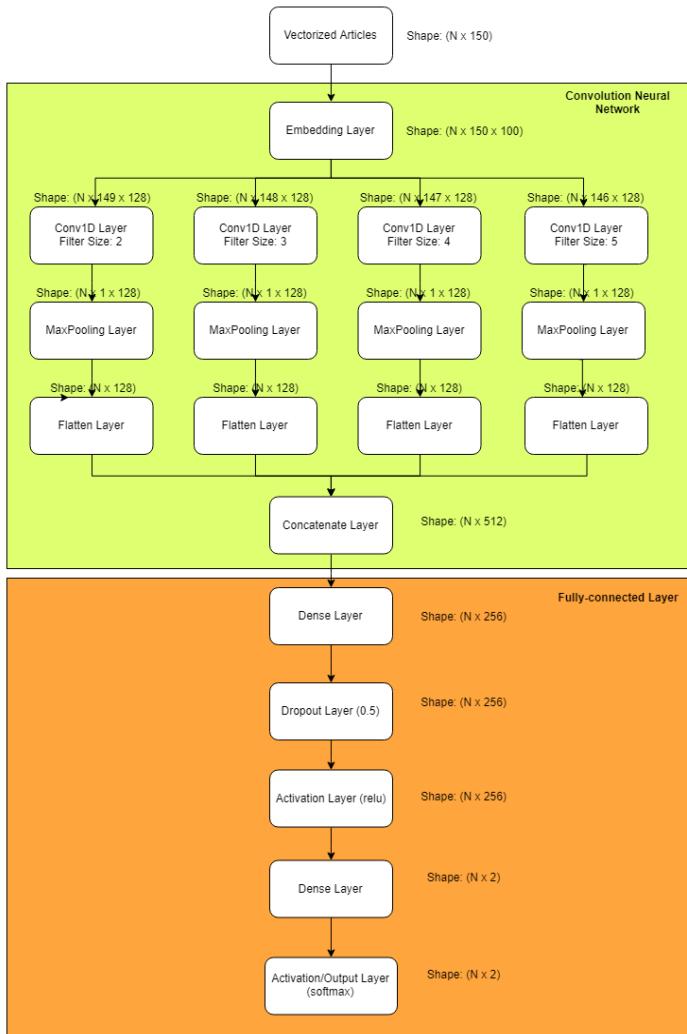 Vectorized Articles
Shape: (N x 150)
Convolution Neural
Network
Embedding Layer
Shape: (N x 150 x 100)
Shape: (N x 149 x 128)
Shape: (N x 148 x 128)
Shape: (N x 147 x 128)
Shape: (N x 146 x 128)
Conv1D Layer
Filter Size: 2
Conv1D Layer
Filter Size: 3
Conv1D Layer
Filter Size: 4
Conv1D Layer
Filter Size: 5
Shape: (N x 1 x 128)
Shape: (N x 1 x 128)
Shape: (N x 1 x 128)
Shape: (N x 1 x 128)
MaxPooling Layer
MaxPooling Layer
MaxPooling Layer
MaxPooling Layer
Shape: (N x 128)
Shape: (N x 128)
Shape: (N x 128)
Shape: (N x 128)
Flatten Layer
Flatten Layer
Flatten Layer
Flatten Layer
Concatenate Layer
Shape: (N x 512)
Fully-connected Layer
Dense Layer
Shape: (N x 256)
Dropout Layer (0.5)
Shape: (N x 256)
Activation Layer (relu)
Shape: (N x 256)
Dense Layer
Shape: (N x 2)
Activation/Output Layer
(softmax)
Shape: (N x 2)